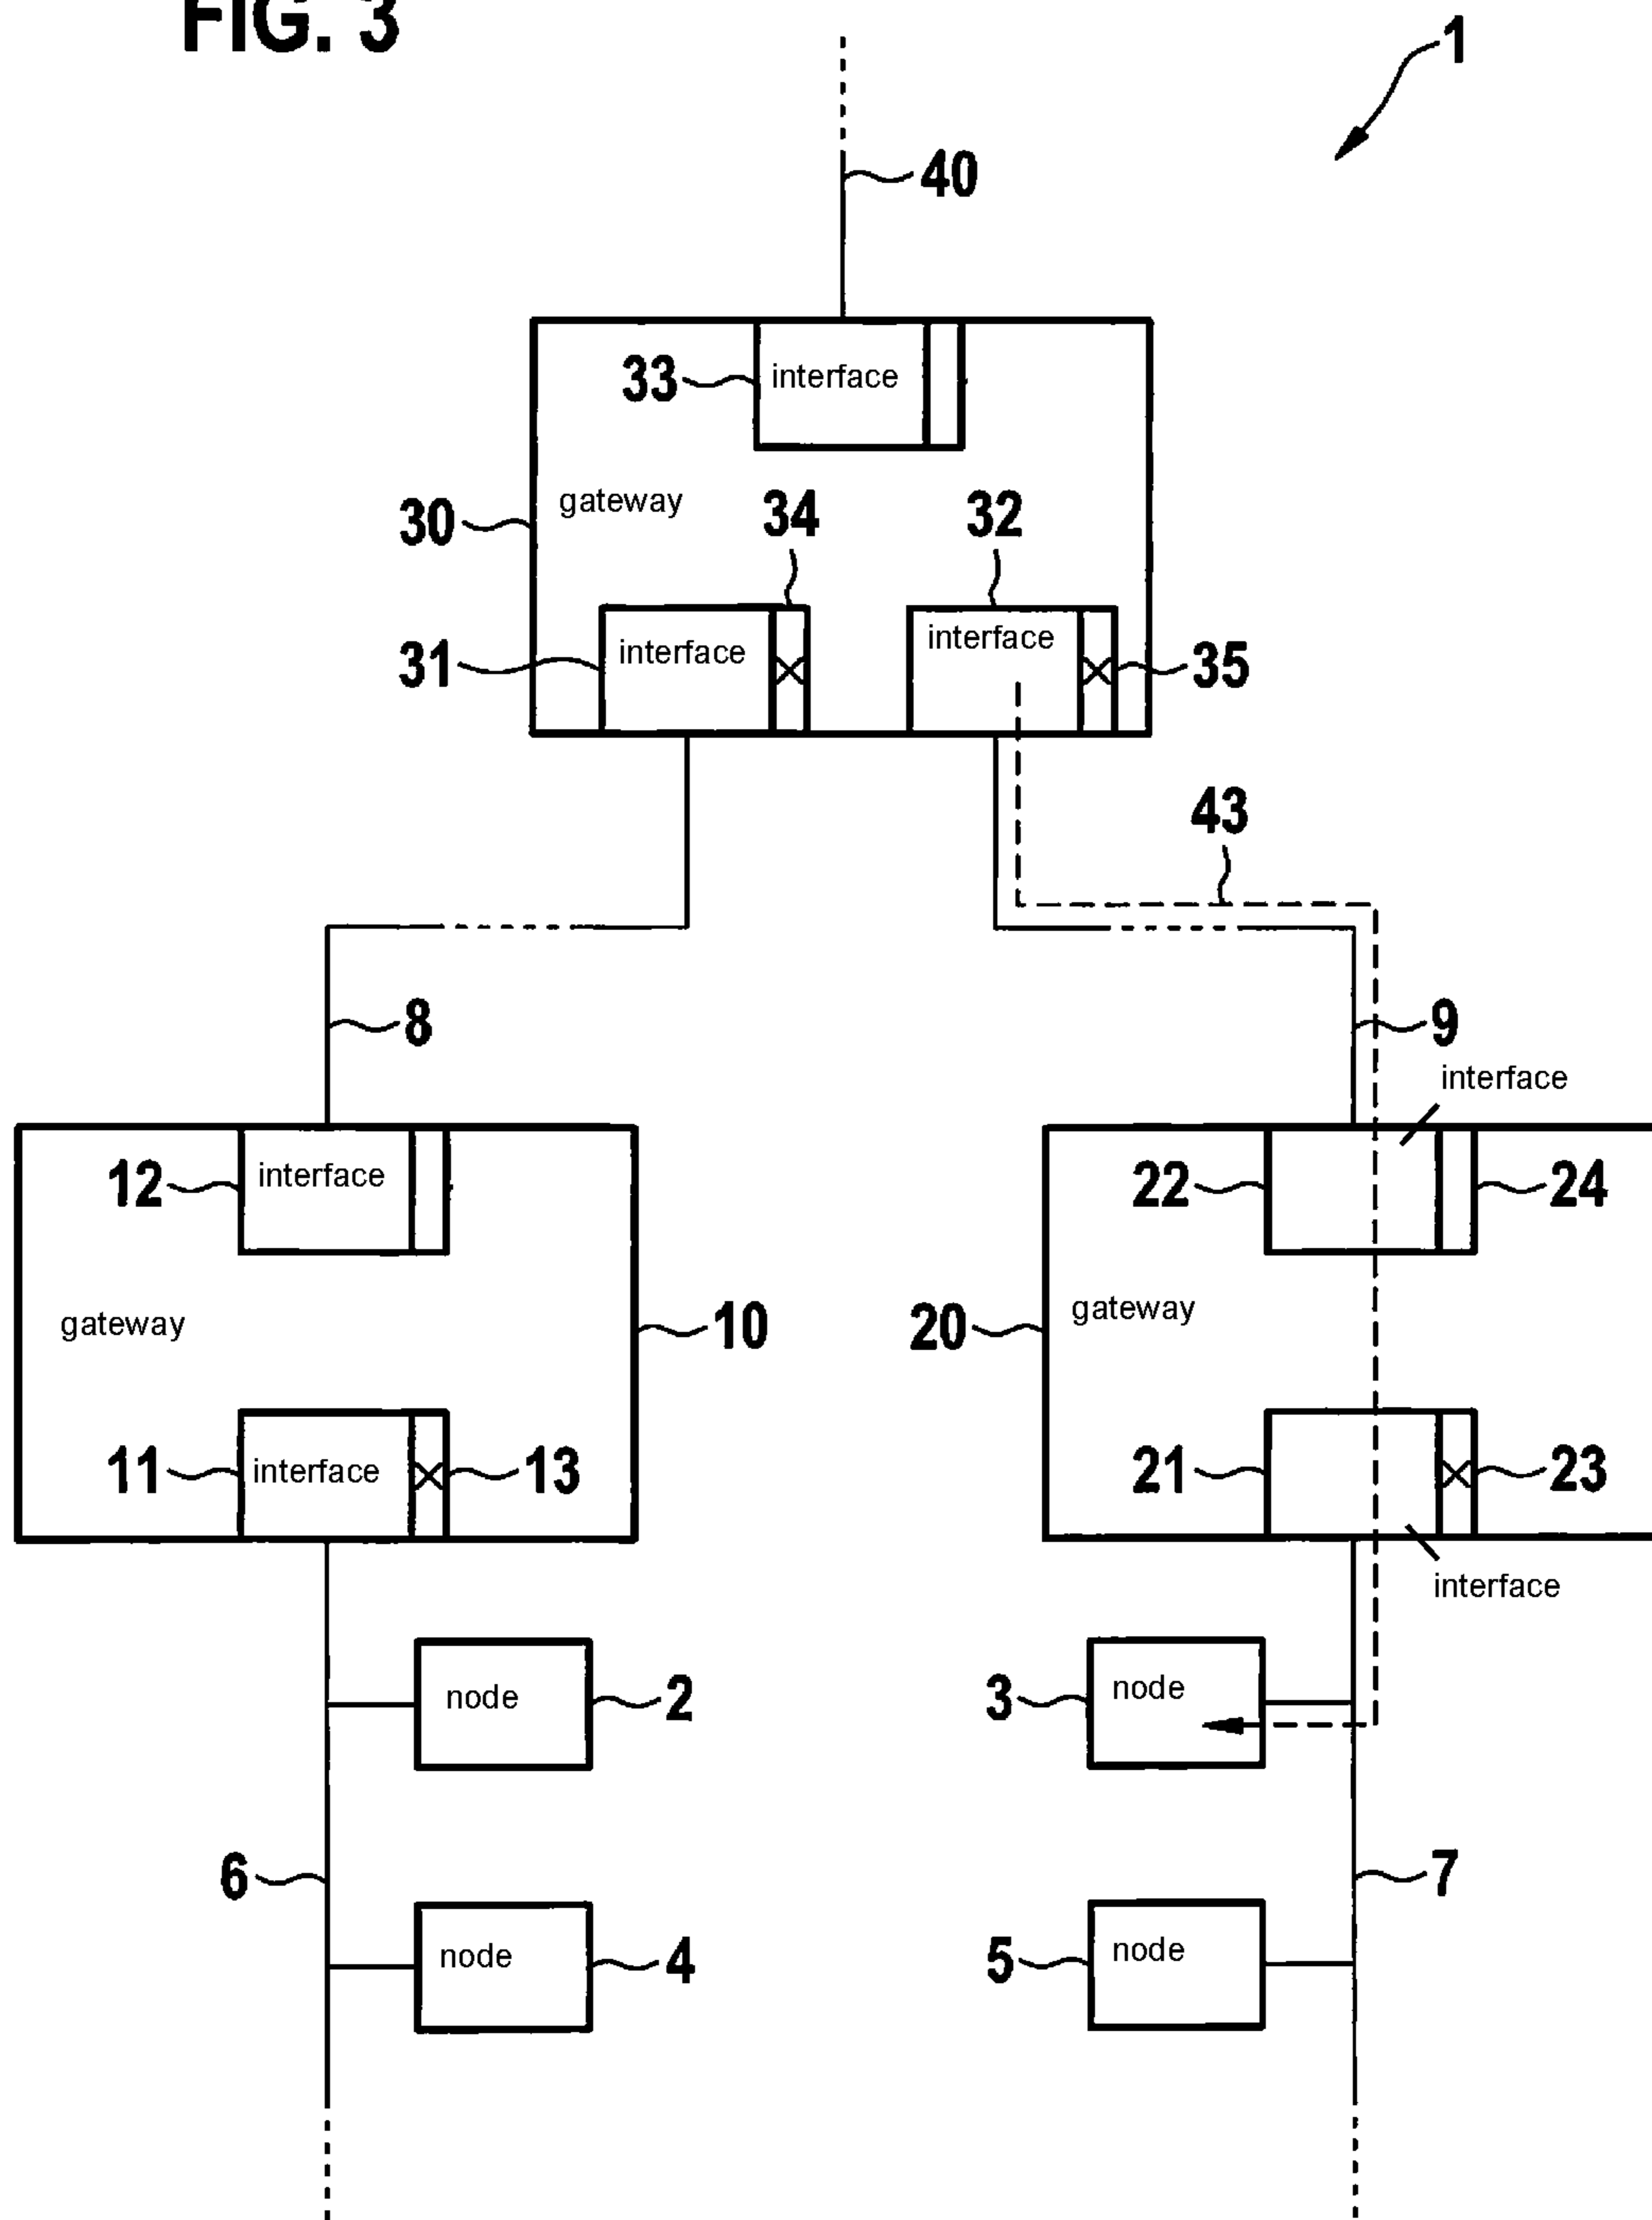 FIG. 3
1
40
33
interface
gateway
30
34
32
31
interface
interface
35
43
8
9
interface
12
interface
22
24
gateway
10
20
gateway
11
interface
13
21
23
interface
node
2
3
node
6
7
node
4
5
node